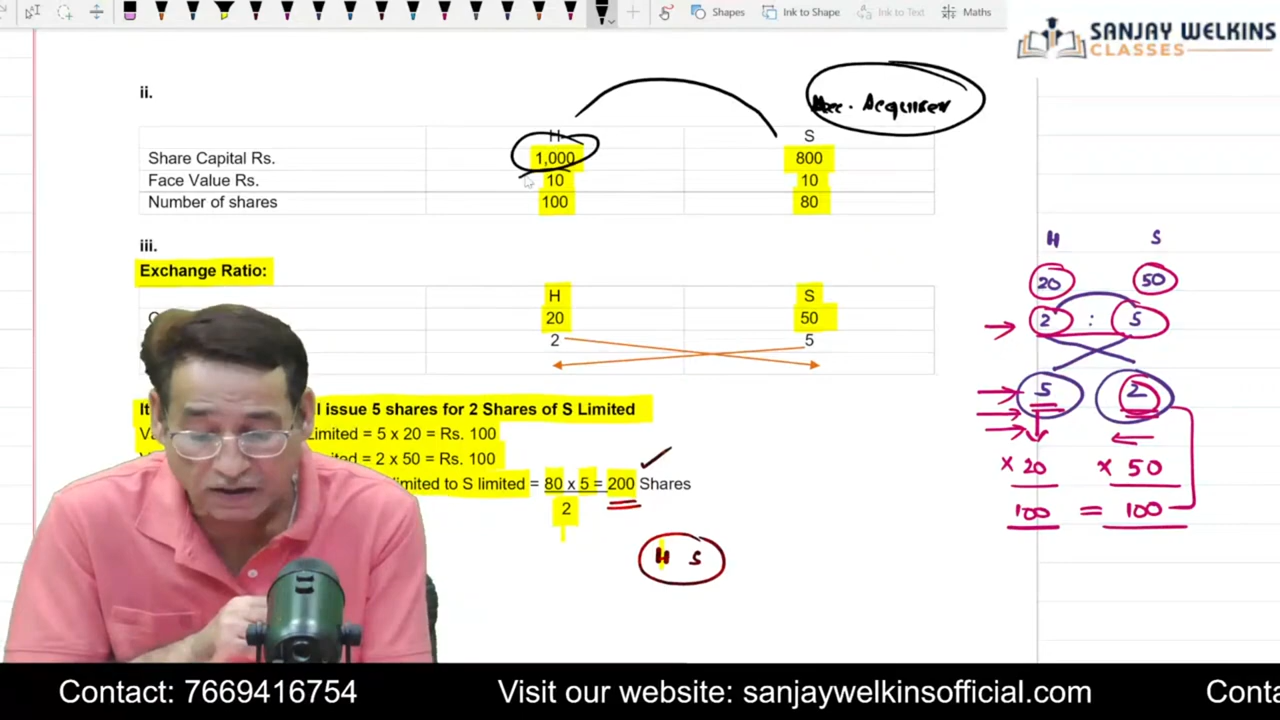 Shapes Ink to Shape Ink to Text Maths
SANJAY WELKINS
CLASSES
ii.
Acquirer
H S
Share Capital Rs. 1,000 800
Face Value Rs. 10 10
Number of shares 100 80
iii.
Exchange Ratio:
H S
20 50
2 5
issue 5 shares for 2 Shares of S Limited
Limited = 5 x 20 = Rs. 100
imited = 2 x 50 = Rs. 100
imited to S limited = 80 x 5 = 200 Shares
2
H S
H S
20 50
2 : 5
5 2
x 20 x 50
100 = 100
Contact: 7669416754 Visit our website: sanjaywelkinsofficial.com Conta